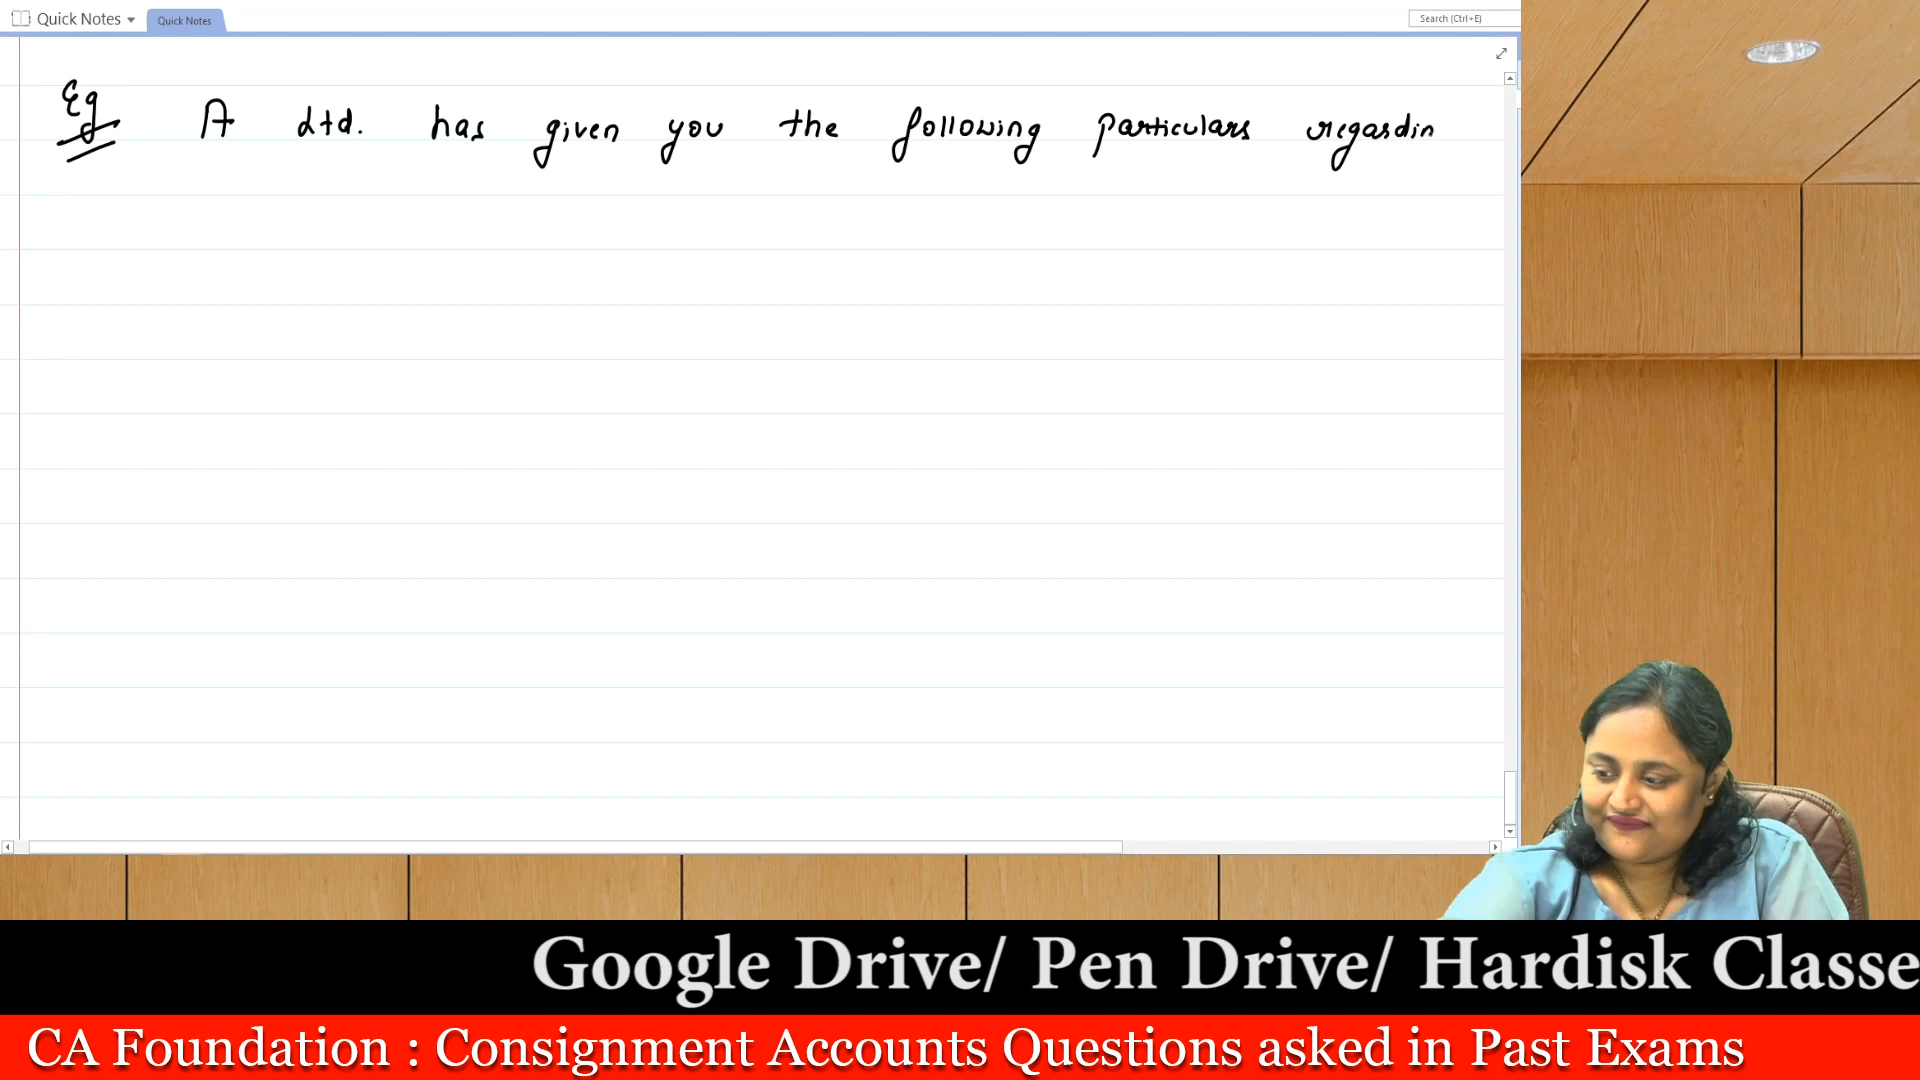 Quick Notes
Quick Notes
Search (Ctrl+E)
Eg A Ltd. has given you the following particulars regardin
Google Drive/ Pen Drive/ Hardisk Classe
CA Foundation : Consignment Accounts Questions asked in Past Exams